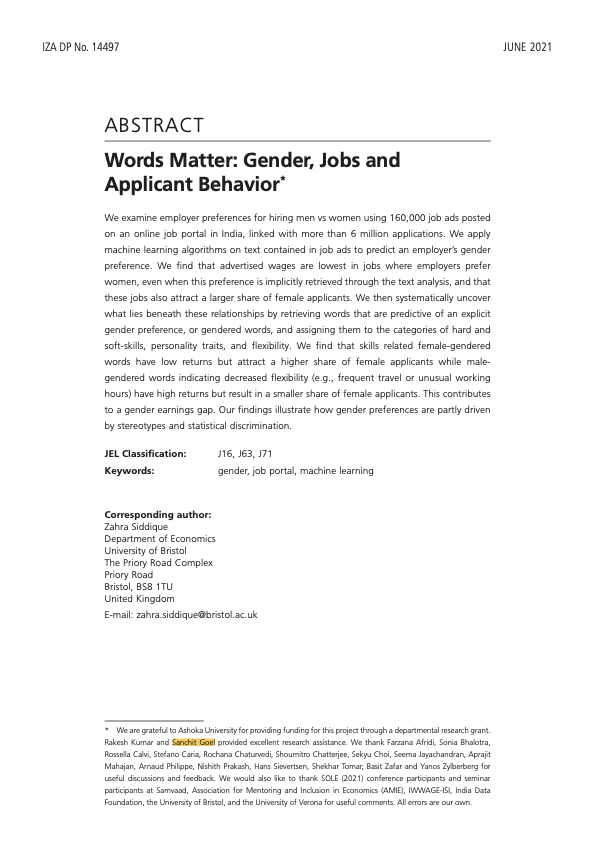 IZA DP No. 14497
JUNE 2021
ABSTRACT
Words Matter: Gender, Jobs and
Applicant Behavior*
We examine employer preferences for hiring men vs women using 160,000 job ads posted
on an online job portal in India, linked with more than 6 million applications. We apply
machine learning algorithms on text contained in job ads to predict an employer's gender
preference. We find that advertised wages are lowest in jobs where employers prefer
women, even when this preference is implicitly retrieved through the text analysis, and that
these jobs also attract a larger share of female applicants. We then systematically uncover
what lies beneath these relationships by retrieving words that are predictive of an explicit
gender preference, or gendered words, and assigning them to the categories of hard and
soft-skills, personality traits, and flexibility. We find that skills related female-gendered
words have low returns but attract a higher share of female applicants while male-
gendered words indicating decreased flexibility (e.g., frequent travel or unusual working
hours) have high returns but result in a smaller share of female applicants. This contributes
to a gender earnings gap. Our findings illustrate how gender preferences are partly driven
by stereotypes and statistical discrimination.
JEL Classification: J16, J63, J71
Keywords: gender, job portal, machine learning
Corresponding author:
Zahra Siddique
Department of Economics
University of Bristol
The Priory Road Complex
Priory Road
Bristol, BS8 1TU
United Kingdom
E-mail: zahra.siddique@bristol.ac.uk
* We are grateful to Ashoka University for providing funding for this project through a departmental research grant.
Rakesh Kumar and Sanchit Goel provided excellent research assistance. We thank Farzana Afridi, Sonia Bhalotra,
Rossella Calvi, Stefano Caria, Rochana Chaturvedi, Shoumitro Chatterjee, Sekyu Choi, Seema Jayachandran, Aprajit
Mahajan, Arnaud Philippe, Nishith Prakash, Hans Sievertsen, Shekhar Tomar, Basit Zafar and Yanos Zylberberg for
useful discussions and feedback. We would also like to thank SOLE (2021) conference participants and seminar
participants at Samvaad, Association for Mentoring and Inclusion in Economics (AMIE), IWWAGE-ISI, India Data
Foundation, the University of Bristol, and the University of Verona for useful comments. All errors are our own.